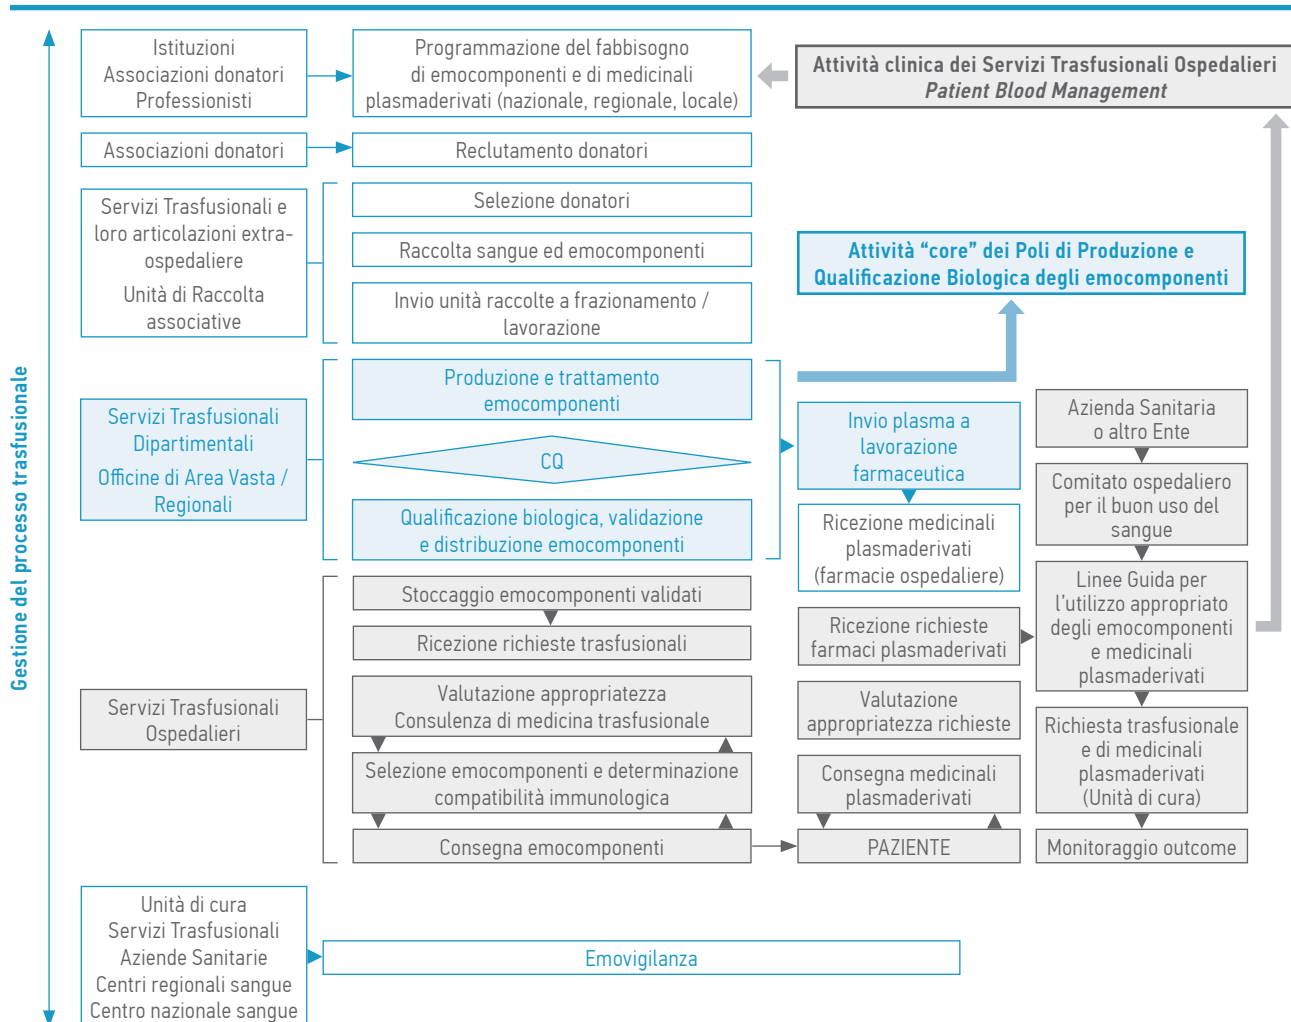 Gestione del processo trasfusionale
Istituzioni
Associazioni donatori
Professionisti
Programmazione del fabbisogno
di emocomponenti e di medicinali
plasmaderivati (nazionale, regionale, locale)
Attività clinica dei Servizi Trasfusionali Ospedalieri
Patient Blood Management
Associazioni donatori
Reclutamento donatori
Servizi Trasfusionali e
loro articolazioni extra-
ospedaliere
Unità di Raccolta
associative
Selezione donatori
Raccolta sangue ed emocomponenti
Invio unità raccolte a frazionamento /
lavorazione
Attività “core” dei Poli di Produzione e
Qualificazione Biologica degli emocomponenti
Servizi Trasfusionali
Dipartimentali
Officine di Area Vasta /
Regionali
Produzione e trattamento
emocomponenti
CQ
Qualificazione biologica, validazione
e distribuzione emocomponenti
Invio plasma a
lavorazione
farmaceutica
Ricezione medicinali
plasmaderivati
(farmacie ospedaliere)
Azienda Sanitaria
o altro Ente
Comitato ospedaliero
per il buon uso del
sangue
Linee Guida per
l’utilizzo appropriato
degli emocomponenti
e medicinali
plasmaderivati
Servizi Trasfusionali
Ospedalieri
Stoccaggio emocomponenti validati
Ricezione richieste trasfusionali
Valutazione appropriatezza
Consulenza di medicina trasfusionale
Selezione emocomponenti e determinazione
compatibilità immunologica
Consegna emocomponenti
Ricezione richieste
farmaci plasmaderivati
Valutazione
appropriatezza richieste
Consegna medicinali
plasmaderivati
PAZIENTE
Richiesta trasfusionale
e di medicinali
plasmaderivati
(Unità di cura)
Monitoraggio outcome
Unità di cura
Servizi Trasfusionali
Aziende Sanitarie
Centri regionali sangue
Centro nazionale sangue
Emovigilanza